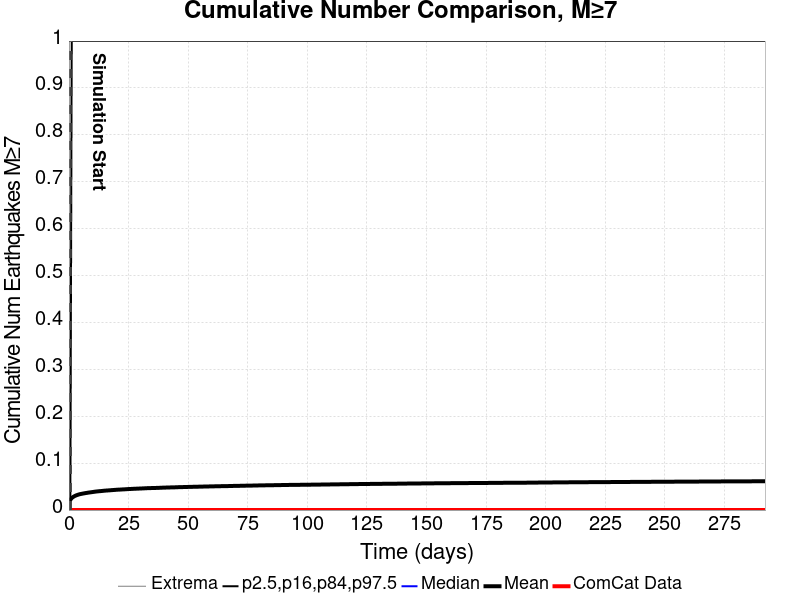 Cumulative Number Comparison, M≥7
Cumulative Num Earthquakes M≥7
1
0.9
0.8
0.7
0.6
0.5
0.4
0.3
0.2
0.1
0
Simulation Start
0 25 50 75 100 125 150 175 200 225 250 275
Time (days)
Extrema p2.5,p16,p84,p97.5 Median Mean ComCat Data